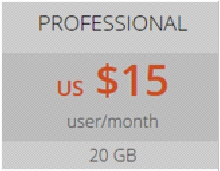 PROFESSIONAL
US $15
user/month
20 GB